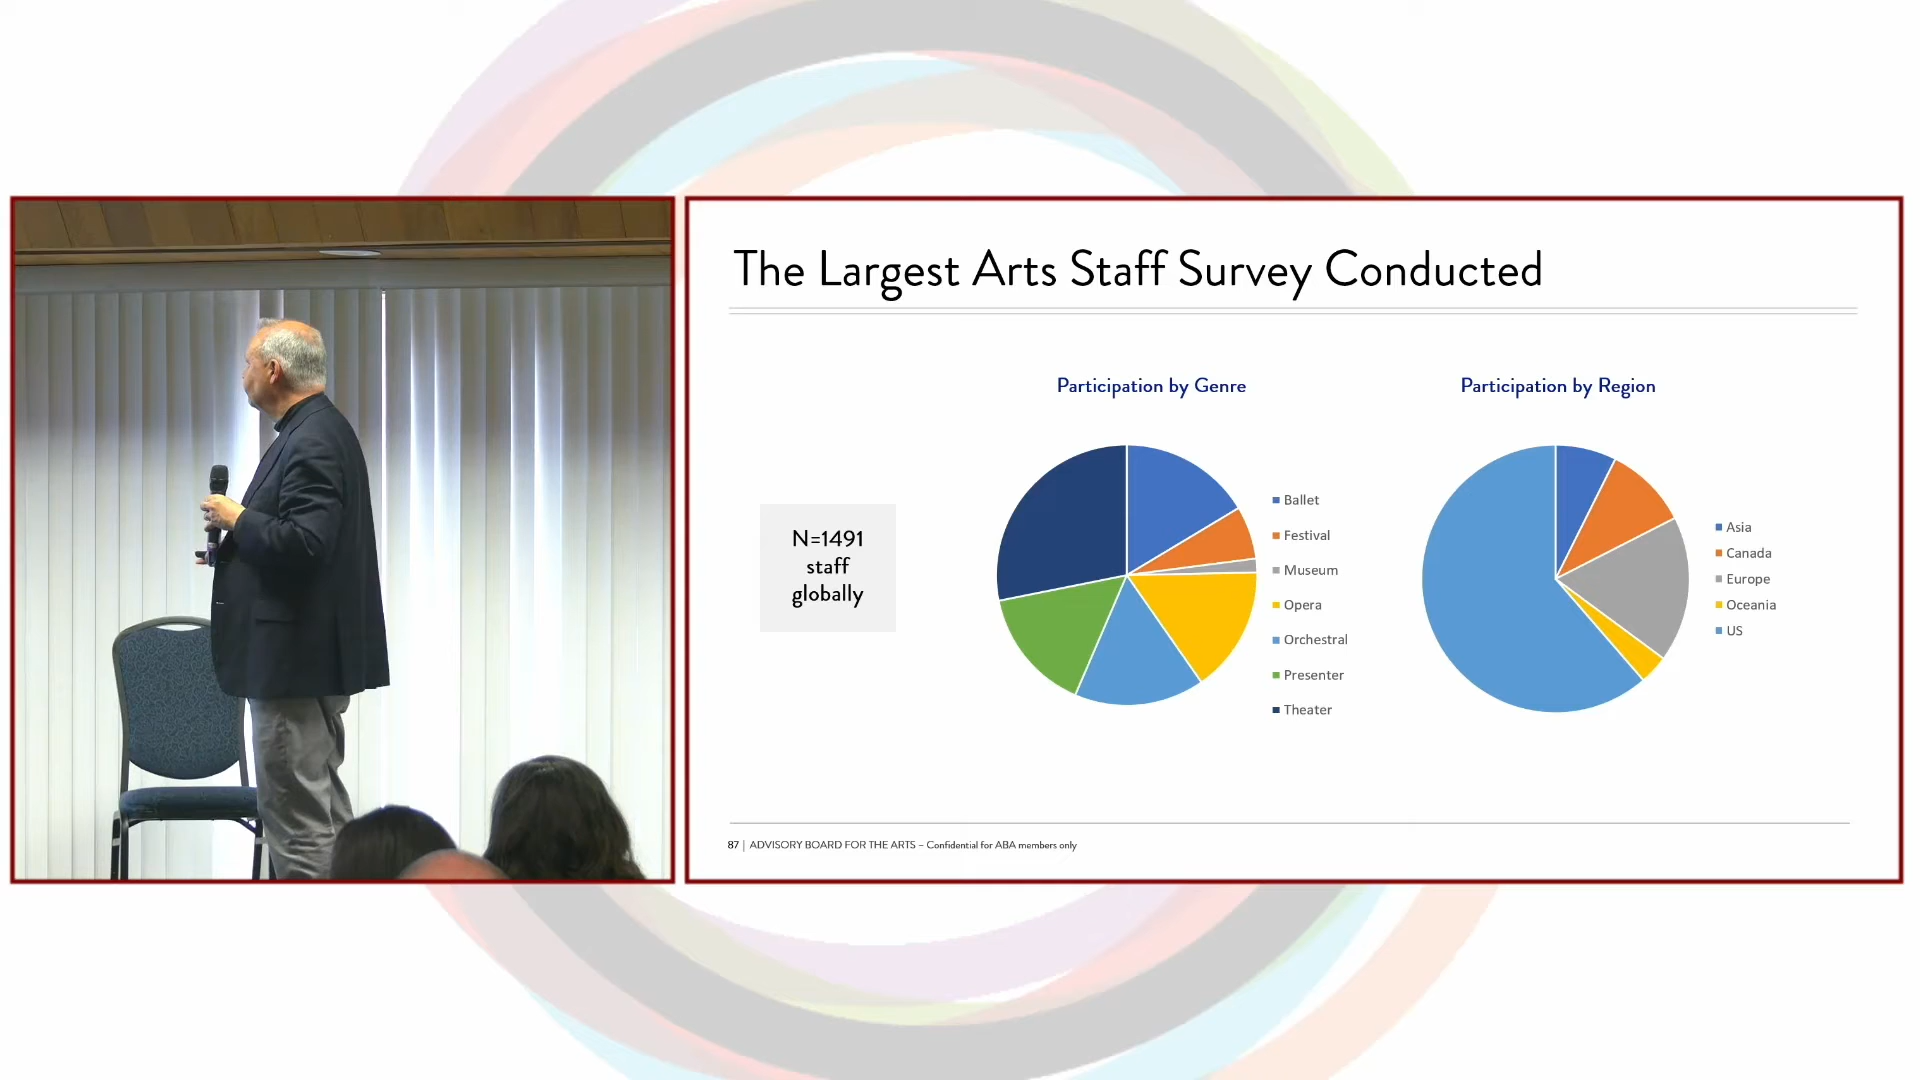 The Largest Arts Staff Survey Conducted
Participation by Genre
Participation by Region
N=1491
staff
globally
Ballet
Festival
Museum
Opera
Orchestral
Presenter
Theater
Asia
Canada
Europe
Oceania
US
87 | ADVISORY BOARD FOR THE ARTS – Confidential for ABA members only